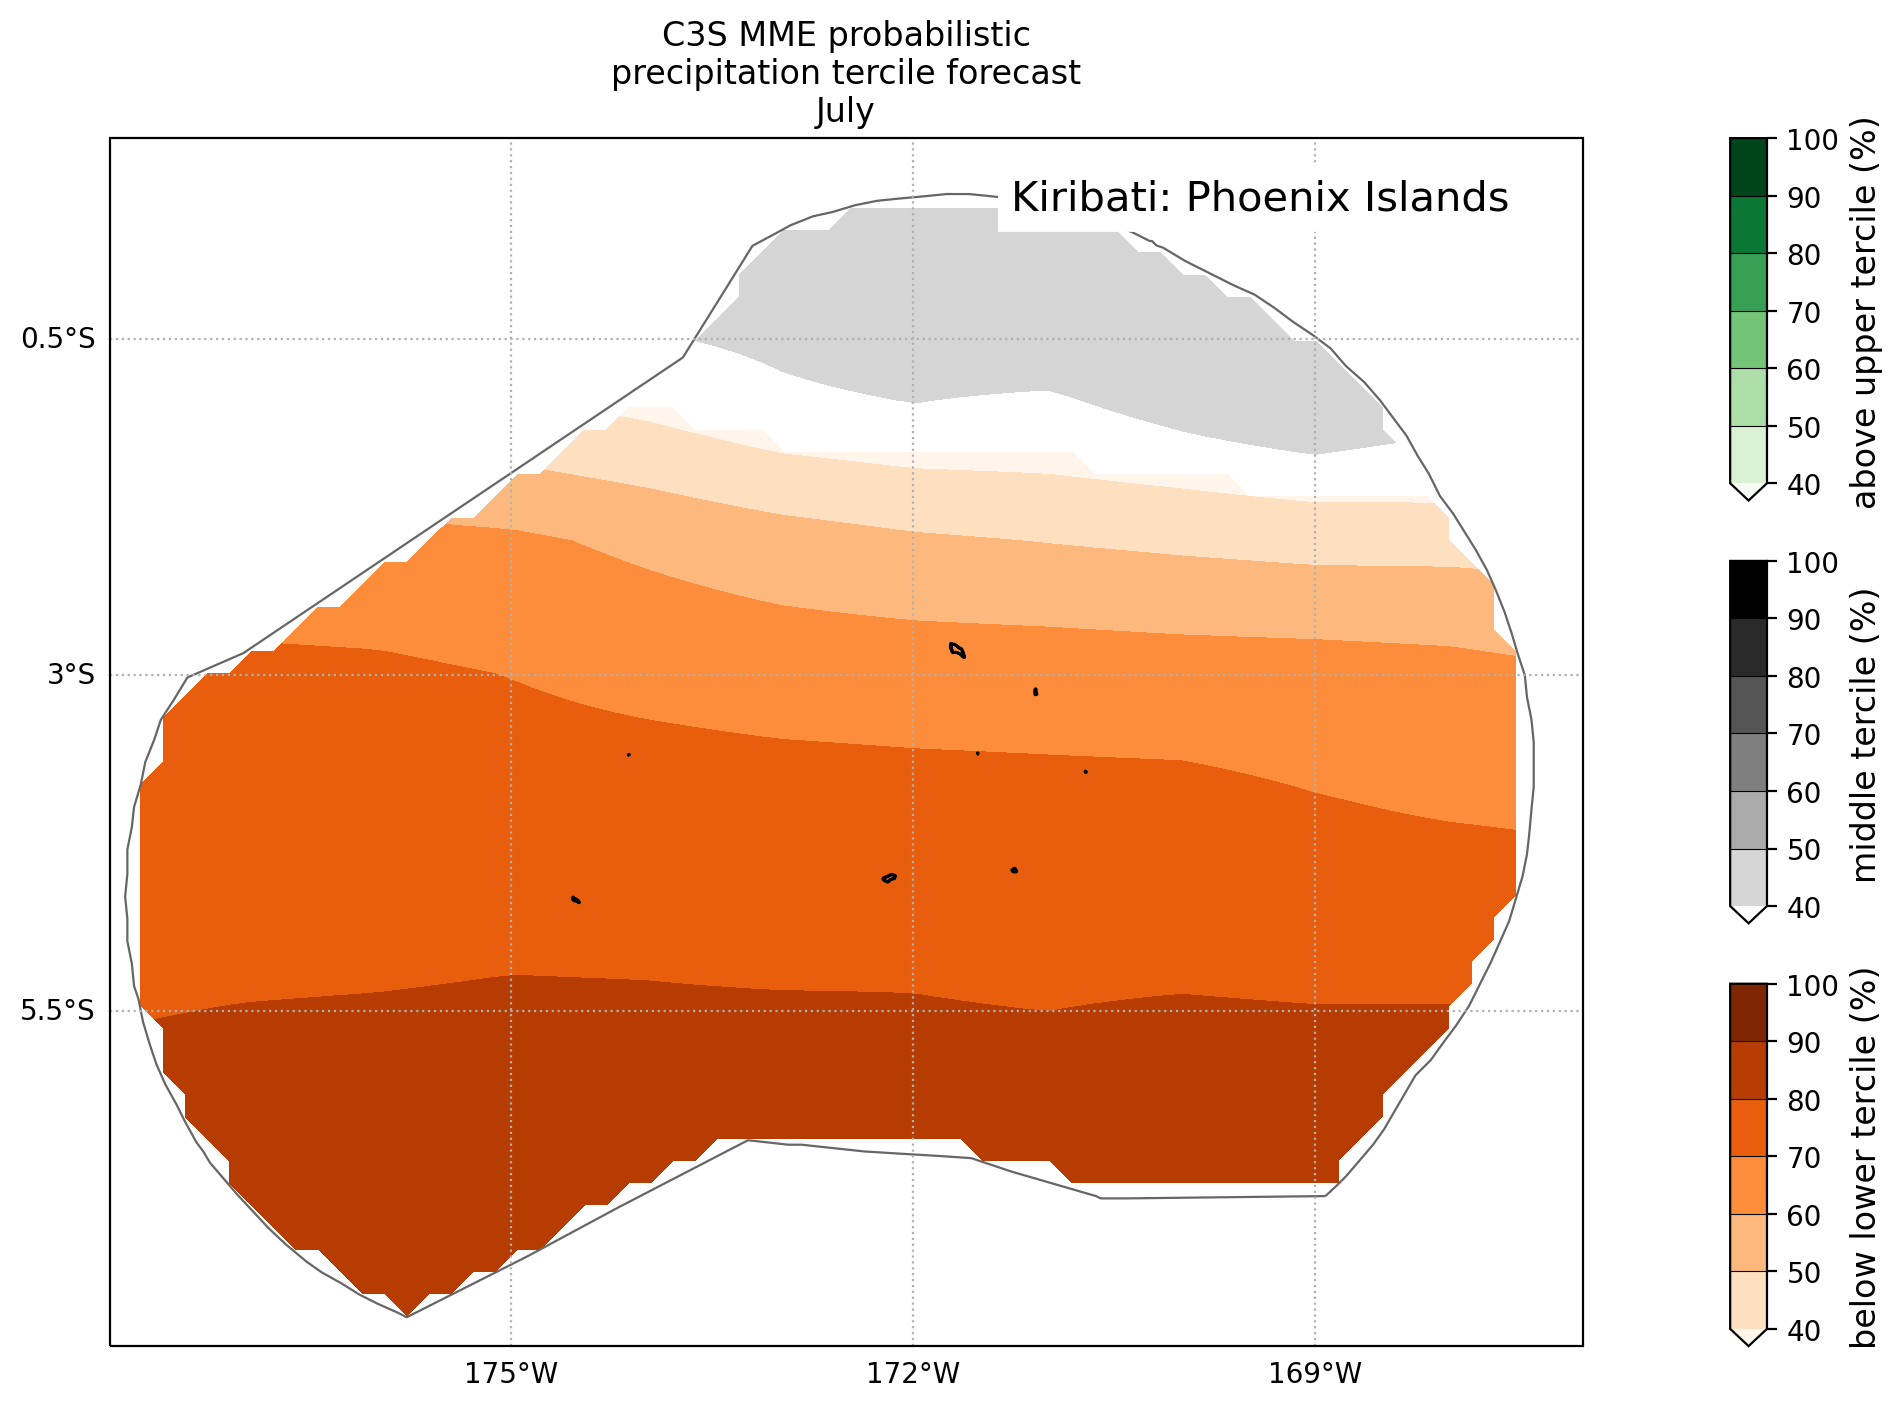 C3S MME probabilistic
precipitation tercile forecast
July
Kiribati: Phoenix Islands
0.5°S
3°S
5.5°S
175°W
172°W
169°W
100
90
80
70
60
50
40
above upper tercile (%)
100
90
80
70
60
50
40
middle tercile (%)
100
90
80
70
60
50
40
below lower tercile (%)